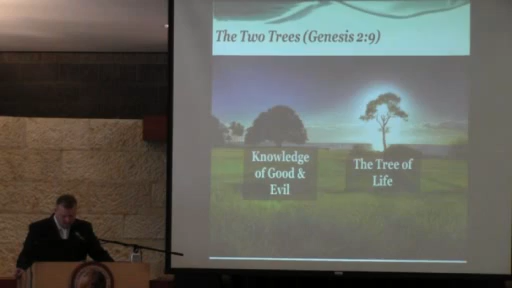 The Two Trees (Genesis 2:9)
Knowledge
of Good &
Evil
The Tree of
Life